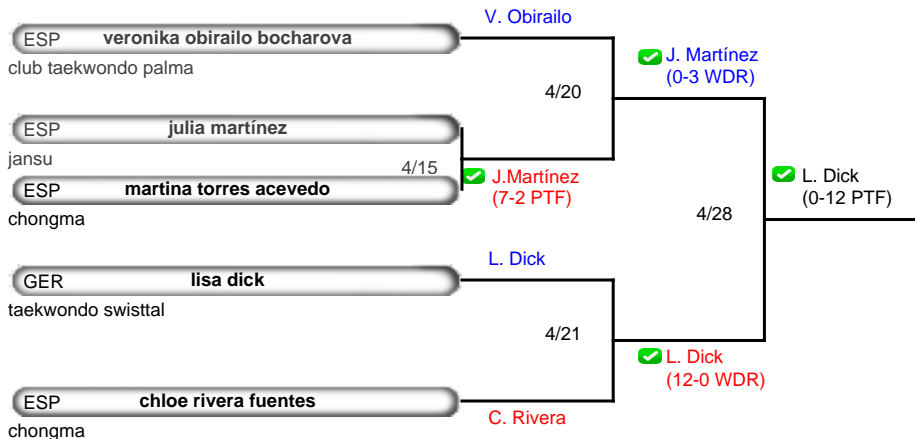 V. Obirailo
ESP veronika obirailo bocharova
club taekwondo palma
J. Martínez
(0-3 WDR)
4/20
ESP julia martínez
jansu
4/15
ESP martina torres acevedo
chongma
J.Martínez
(7-2 PTF)
L. Dick
(0-12 PTF)
4/28
L. Dick
GER lisa dick
taekwondo swisttal
4/21
L. Dick
(12-0 WDR)
ESP chloe rivera fuentes
chongma
C. Rivera